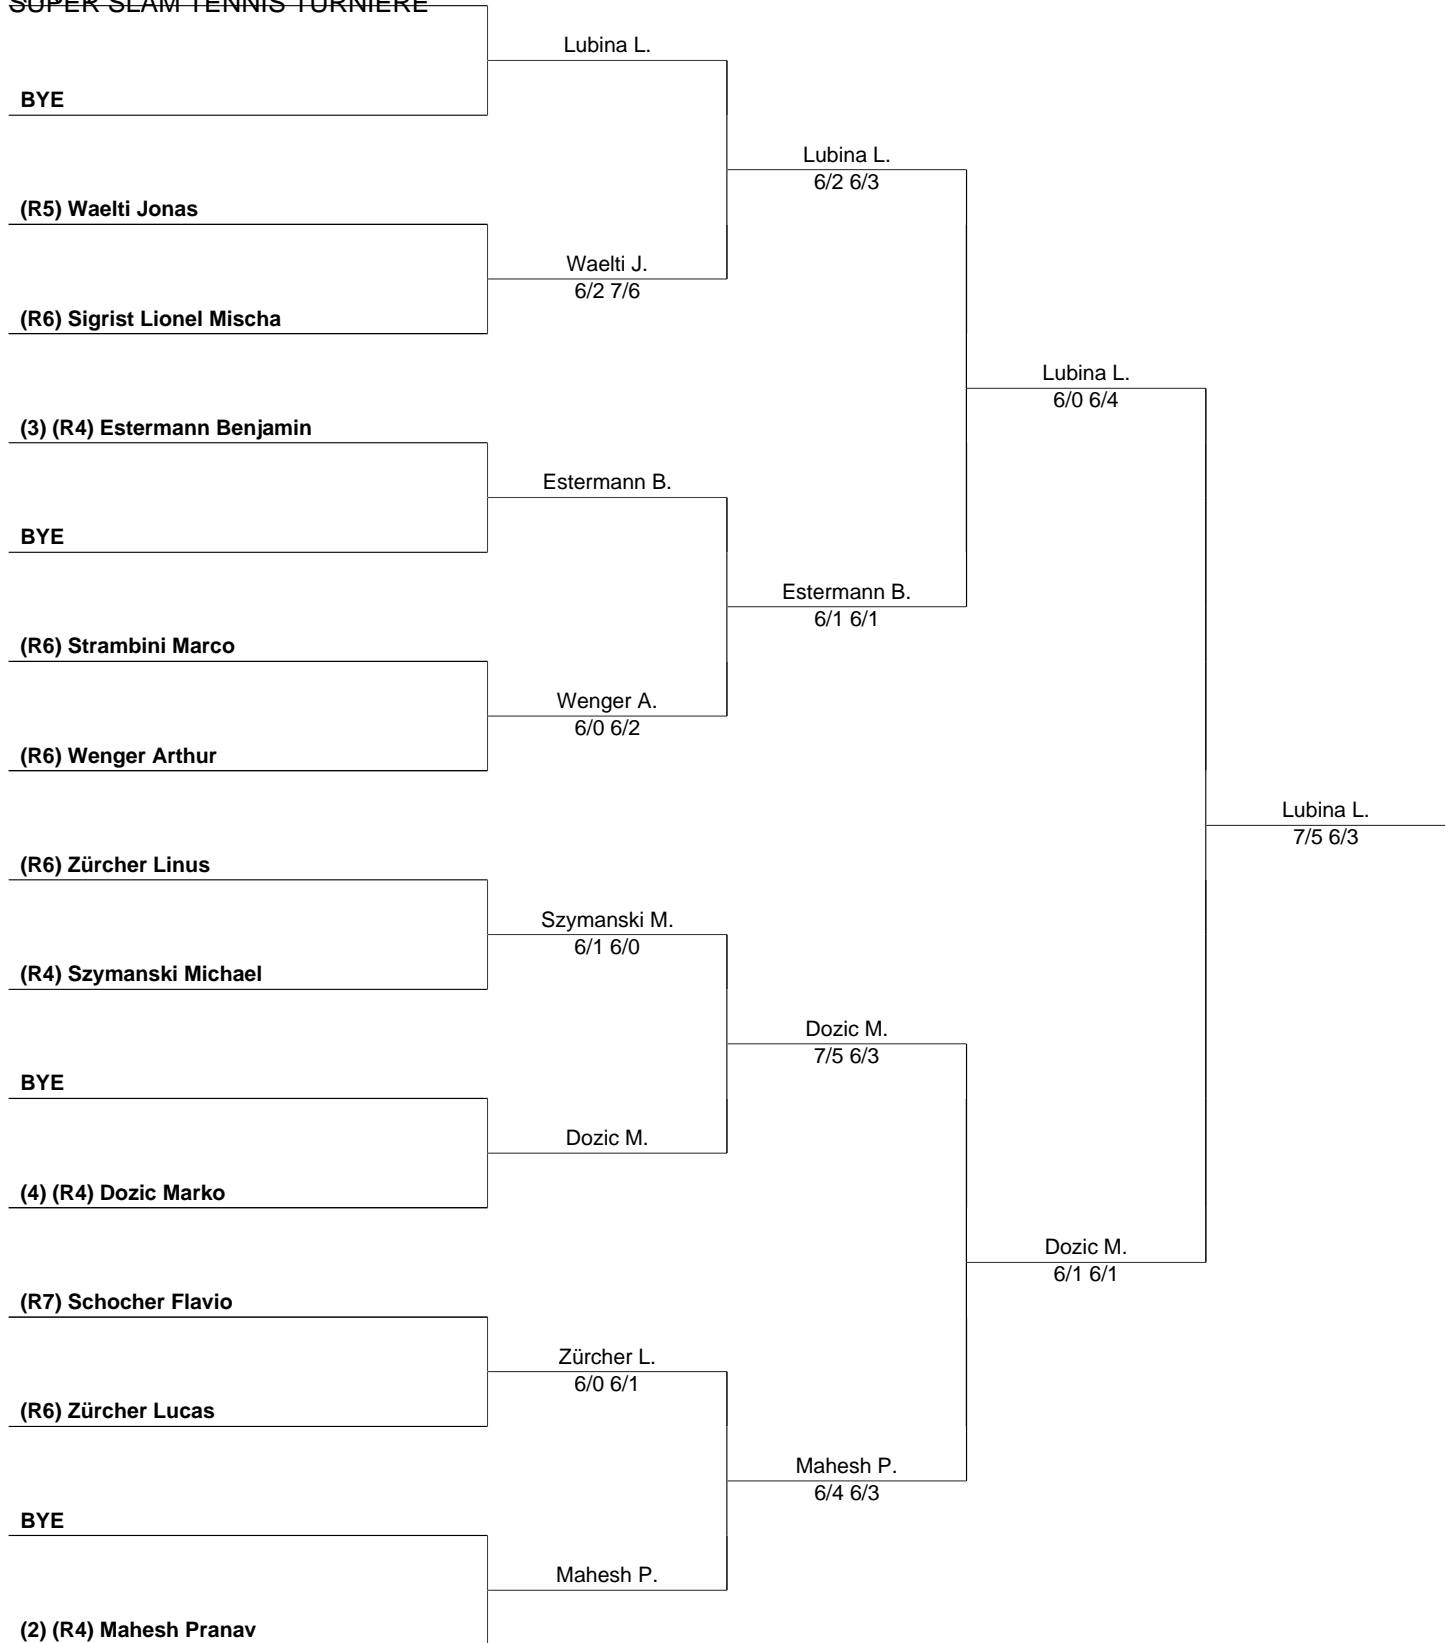 SUPER SLAM TENNIS TURNIERE
Lubina L.
BYE
Lubina L.
6/2 6/3
(R5) Waelti Jonas
Waelti J.
6/2 7/6
(R6) Sigrist Lionel Mischa
Lubina L.
6/0 6/4
(3) (R4) Estermann Benjamin
Estermann B.
BYE
Estermann B.
6/1 6/1
(R6) Strambini Marco
Wenger A.
6/0 6/2
(R6) Wenger Arthur
Lubina L.
7/5 6/3
(R6) Zürcher Linus
Szymanski M.
6/1 6/0
(R4) Szymanski Michael
Dozic M.
7/5 6/3
BYE
Dozic M.
(4) (R4) Dozic Marko
Dozic M.
6/1 6/1
(R7) Schocher Flavio
Zürcher L.
6/0 6/1
(R6) Zürcher Lucas
Mahesh P.
6/4 6/3
BYE
Mahesh P.
(2) (R4) Mahesh Pranav